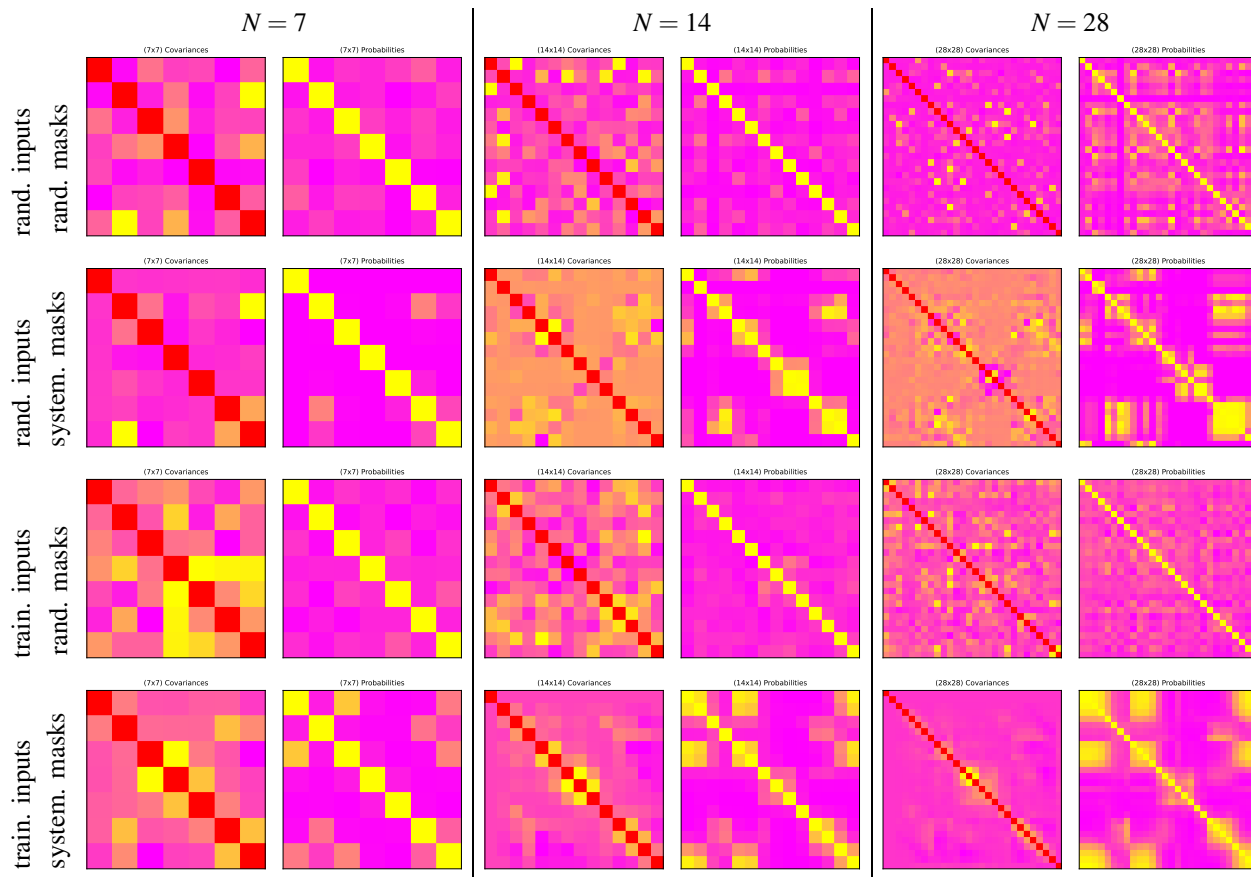 N = 7 N = 14 N = 28
(7x7) Covariances (7x7) Probabilities (14x14) Covariances (14x14) Probabilities (28x28) Covariances (28x28) Probabilities
rand. inputs
rand. masks
(7x7) Covariances (7x7) Probabilities (14x14) Covariances (14x14) Probabilities (28x28) Covariances (28x28) Probabilities
rand. inputs
system. masks
(7x7) Covariances (7x7) Probabilities (14x14) Covariances (14x14) Probabilities (28x28) Covariances (28x28) Probabilities
train. inputs
rand. masks
(7x7) Covariances (7x7) Probabilities (14x14) Covariances (14x14) Probabilities (28x28) Covariances (28x28) Probabilities
train. inputs
system. masks